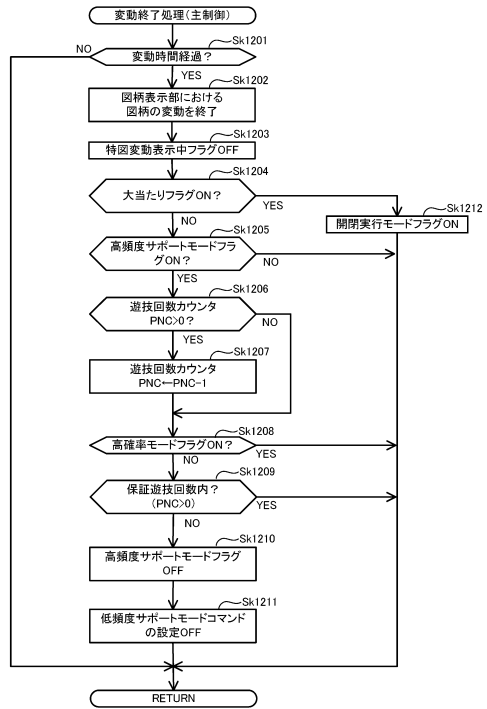 変動終了処理(主制御)
Sk1201
NO
変動時間経過?
YES
Sk1202
図柄表示部における
図柄の変動を終了
Sk1203
特図変動表示中フラグOFF
Sk1204
大当たりフラグON?
YES
NO
Sk1212
開閉実行モードフラグON
Sk1205
高頻度サポートモードフラ
グON?
NO
YES
Sk1206
遊技回数カウンタ
PNC>0?
NO
YES
Sk1207
遊技回数カウンタ
PNC←PNC-1
Sk1208
高確率モードフラグON?
YES
NO
Sk1209
保証遊技回数内?
(PNC>0)
YES
NO
Sk1210
高頻度サポートモードフラグ
OFF
Sk1211
低頻度サポートモードコマンド
の設定OFF
RETURN